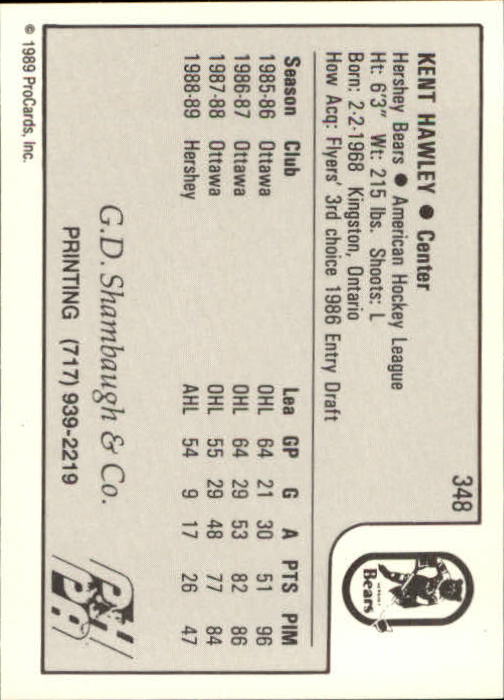 348
KENT HAWLEY ● Center
Hershey Bears ● American Hockey League
Ht: 6'3" Wt: 215 lbs. Shoots: L
Born: 2-2-1968 Kingston, Ontario
How Acq: Flyers' 3rd choice 1986 Entry Draft
Bears
Season Club Lea GP G A PTS PIM
1985-86 Ottawa OHL 64 21 30 51 96
1986-87 Ottawa OHL 64 29 53 82 86
1987-88 Ottawa OHL 55 29 48 77 84
1988-89 Hershey AHL 54 9 17 26 47
G.D. Shambaugh & Co.
PRINTING (717) 939-2219
© 1989 ProCards, Inc.